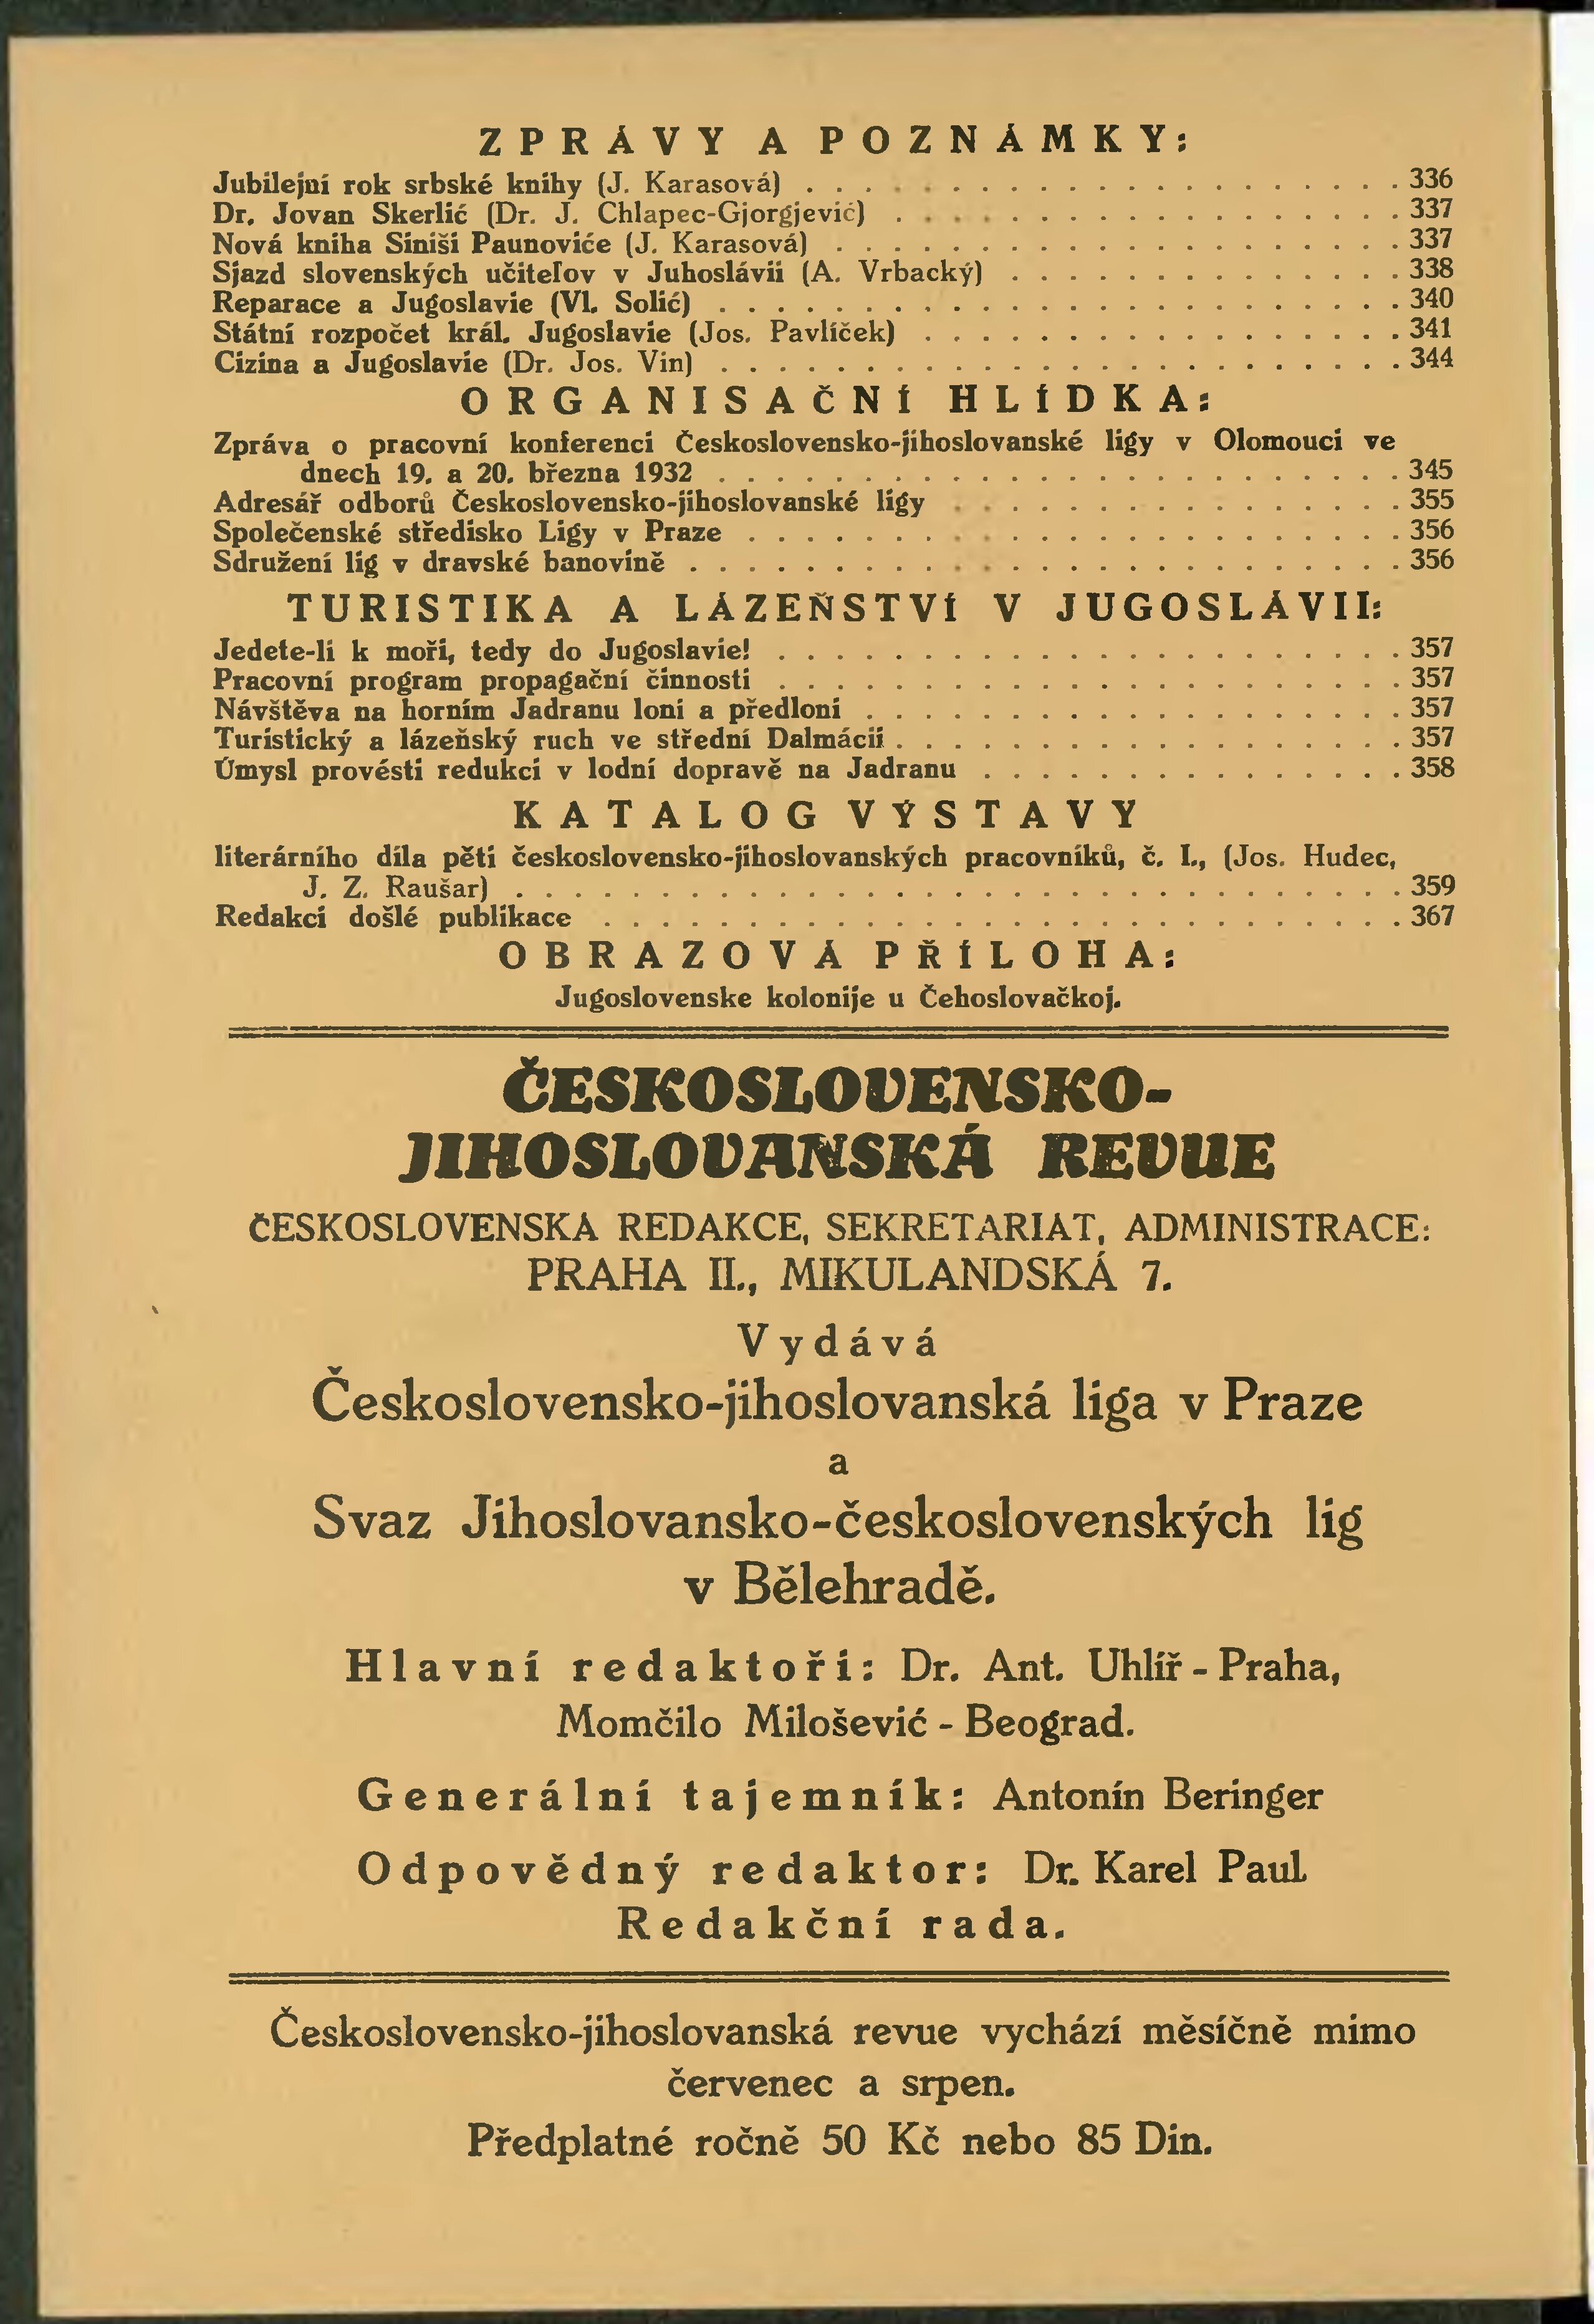 ZPRÁVY A POZNÁMKY:
Jubilejní rok srbské knihy (J. Karasová) . . . . . . . . . . . . . . . . . . . . . 336
Dr. Jovan Skerlić (Dr. J. Chlapec-Gjorgjević) . . . . . . . . . . . . . . . . . . 337
Nová kniha Siniši Paunoviće (J. Karasová) . . . . . . . . . . . . . . . . . . . . 337
Sjazd slovenských učiteľov v Juhoslávii (A. Vrbacký) . . . . . . . . . . . . . . 338
Reparace a Jugoslavie (Vl. Solić) . . . . . . . . . . . . . . . . . . . . . . . . 340
Státní rozpočet král. Jugoslavie (Jos. Pavlíček) . . . . . . . . . . . . . . . . . 341
Cizina a Jugoslavie (Dr. Jos. Vin) . . . . . . . . . . . . . . . . . . . . . . . . 344
ORGANISAČNÍ HLÍDKA:
Zpráva o pracovní konferenci Československo-jihoslovanské ligy v Olomouci ve
dnech 19. a 20. března 1932 . . . . . . . . . . . . . . . . . . . . . . . . 345
Adresář odborů Československo-jihoslovanské ligy . . . . . . . . . . . . . . . . 355
Společenské středisko Ligy v Praze . . . . . . . . . . . . . . . . . . . . . . . 356
Sdružení lig v dravské banovině . . . . . . . . . . . . . . . . . . . . . . . . . 356
TURISTIKA A LÁZEŇSTVÍ V JUGOSLÁVII:
Jedete-li k moři, tedy do Jugoslavie! . . . . . . . . . . . . . . . . . . . . . . 357
Pracovní program propagační činnosti . . . . . . . . . . . . . . . . . . . . . . 357
Návštěva na horním Jadranu loni a předloni . . . . . . . . . . . . . . . . . . . 357
Turistický a lázeňský ruch ve střední Dalmácii . . . . . . . . . . . . . . . . . . 357
Úmysl provésti redukci v lodní dopravě na Jadranu . . . . . . . . . . . . . . . 358
KATALOG VÝSTAVY
literárního díla pěti československo-jihoslovanských pracovníků, č. I., (Jos. Hudec,
J. Z. Raušar) . . . . . . . . . . . . . . . . . . . . . . . . . . . . . . . 359
Redakci došlé publikace . . . . . . . . . . . . . . . . . . . . . . . . . . . . 367
OBRAZOVÁ PŘÍLOHA:
Jugoslovenske kolonije u Čehoslovačkoj.
ČESKOSLOVENSKO-
JIHOSLOVANSKÁ REVUE
ČESKOSLOVENSKÁ REDAKCE, SEKRETARIAT, ADMINISTRACE:
PRAHA II., MIKULANDSKÁ 7.
Vydává
Československo-jihoslovanská liga v Praze
a
Svaz Jihoslovansko-československých lig
v Bělehradě.
Hlavní redaktoři: Dr. Ant. Uhlíř - Praha,
Momčilo Milošević - Beograd.
Generální tajemník: Antonín Beringer
Odpovědný redaktor: Dr. Karel Paul.
Redakční rada.
Československo-jihoslovanská revue vychází měsíčně mimo
červenec a srpen.
Předplatné ročně 50 Kč nebo 85 Din.